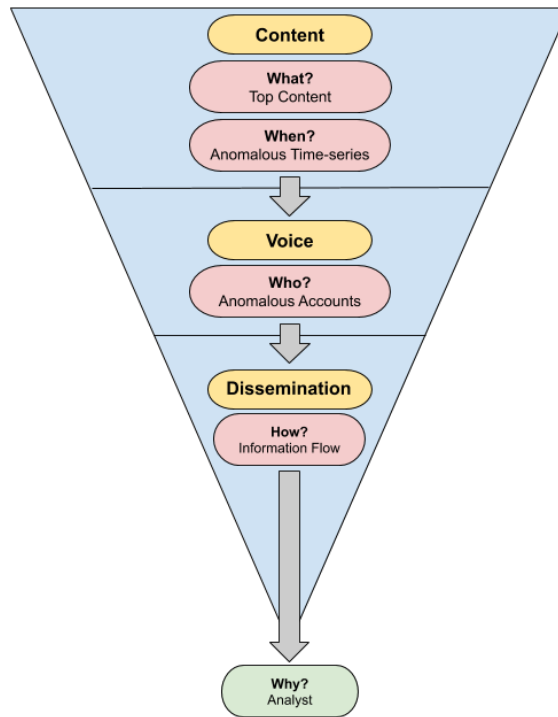 Content
What?
Top Content
When?
Anomalous Time-series
Voice
Who?
Anomalous Accounts
Dissemination
How?
Information Flow
Why?
Analyst